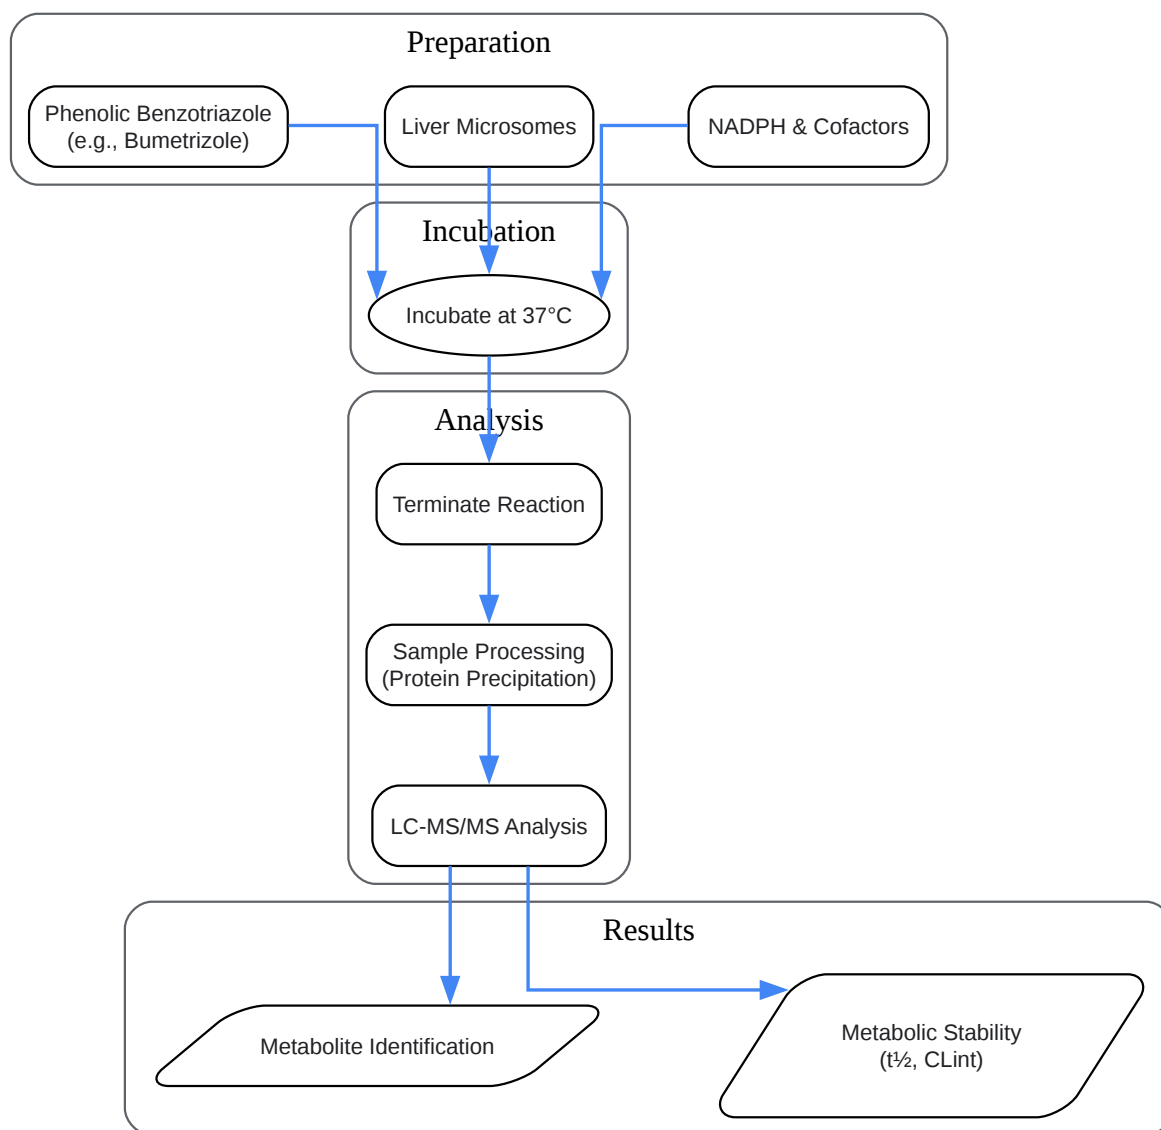 Preparation
Phenolic Benzotriazole
(e.g., Bumetrizole)
Liver Microsomes
NADPH & Cofactors
Incubation
Incubate at 37°C
Analysis
Terminate Reaction
Sample Processing
(Protein Precipitation)
LC-MS/MS Analysis
Results
Metabolite Identification
Metabolic Stability
(t½, CLint)